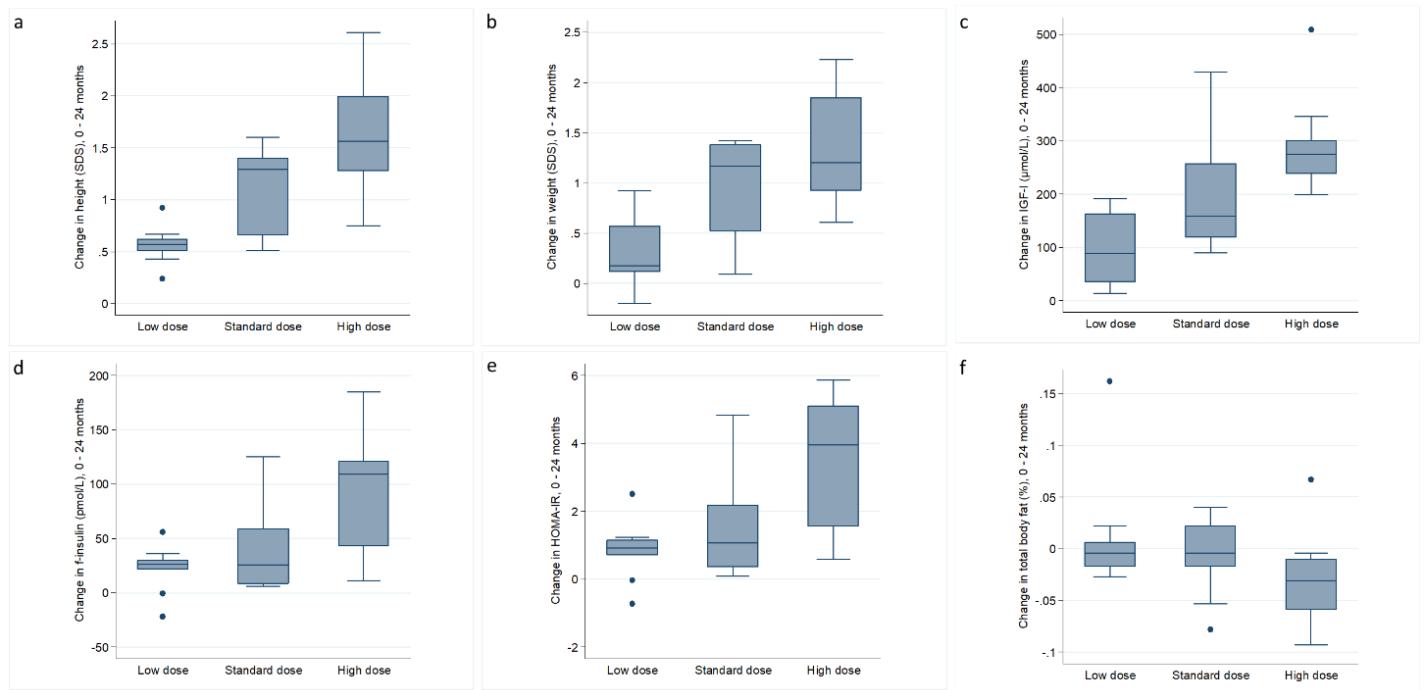 a
Change in height (SDS), 0 - 24 months
2.5
2
1.5
1
.5
0
Low dose Standard dose High dose
b
Change in weight (SDS), 0 - 24 months
2.5
2
1.5
1
.5
0
Low dose Standard dose High dose
c
Change in IGF-I (µmol/L), 0 - 24 months
500
400
300
200
100
0
Low dose Standard dose High dose
d
Change in f-insulin (pmol/L), 0 - 24 months
200
150
100
50
0
-50
Low dose Standard dose High dose
e
Change in HOMA-IR, 0 - 24 months
6
4
2
0
-2
Low dose Standard dose High dose
f
Change in total body fat (%), 0 - 24 months
.15
.1
.05
0
-.05
-.1
Low dose Standard dose High dose